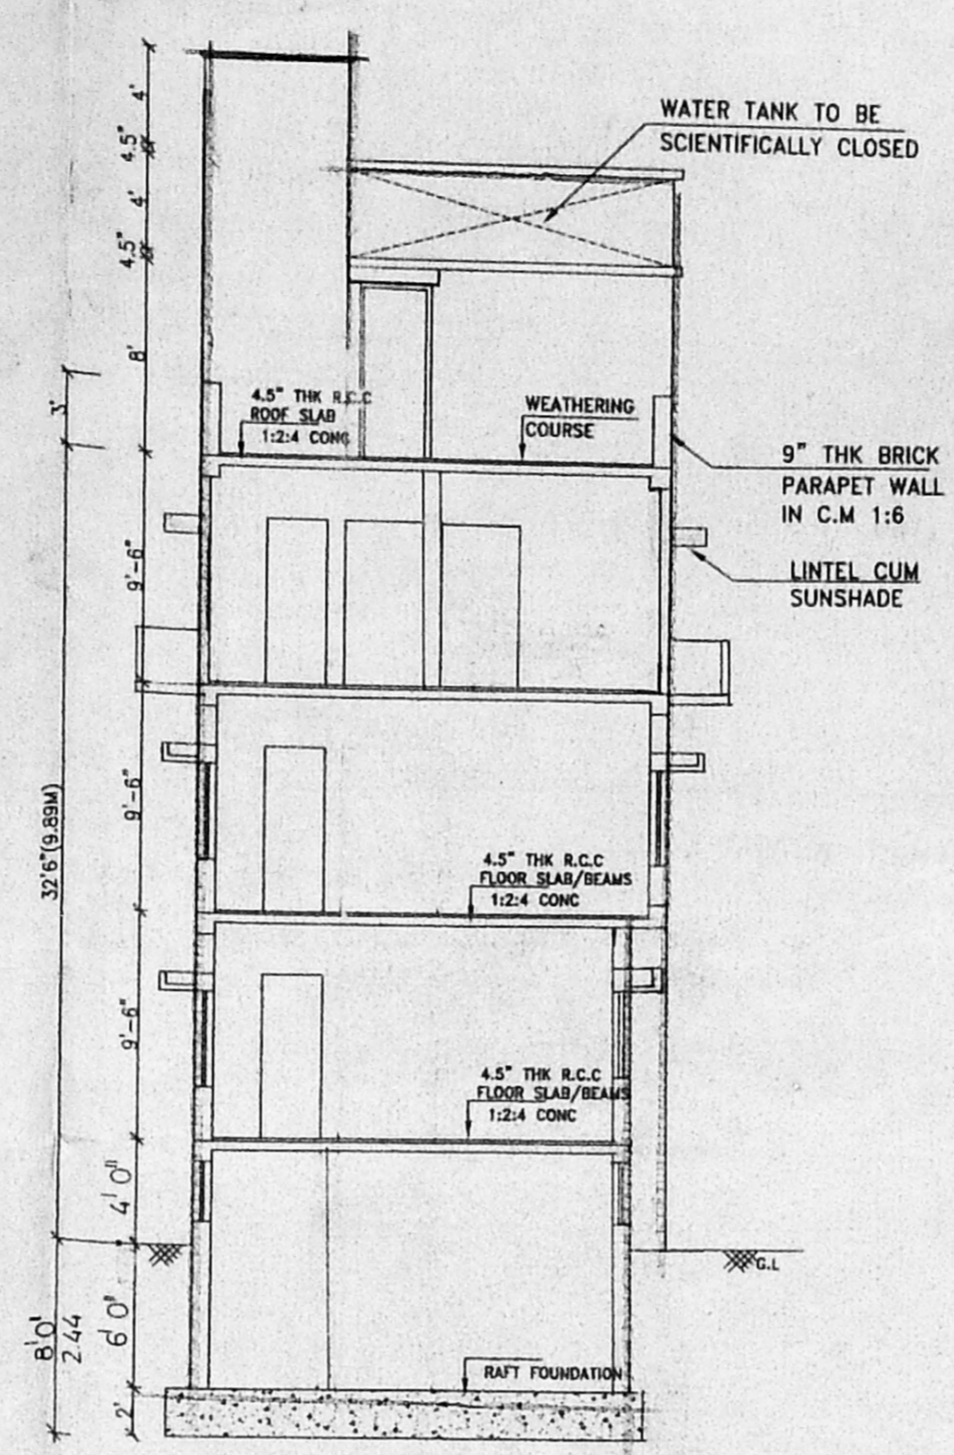 4'
4.5"
4'
4.5"
8'
3'
9'-6"
9'-6"
9'-6"
32'6"(9.89M)
4'0"
6'0"
8'0'
2.44
2'
WATER TANK TO BE
SCIENTIFICALLY CLOSED
4.5" THK R.C.C
ROOF SLAB
1:2:4 CONC
WEATHERING
COURSE
9" THK BRICK
PARAPET WALL
IN C.M 1:6
LINTEL CUM
SUNSHADE
4.5" THK R.C.C
FLOOR SLAB/BEAMS
1:2:4 CONC
4.5" THK R.C.C
FLOOR SLAB/BEAMS
1:2:4 CONC
G.L
RAFT FOUNDATION